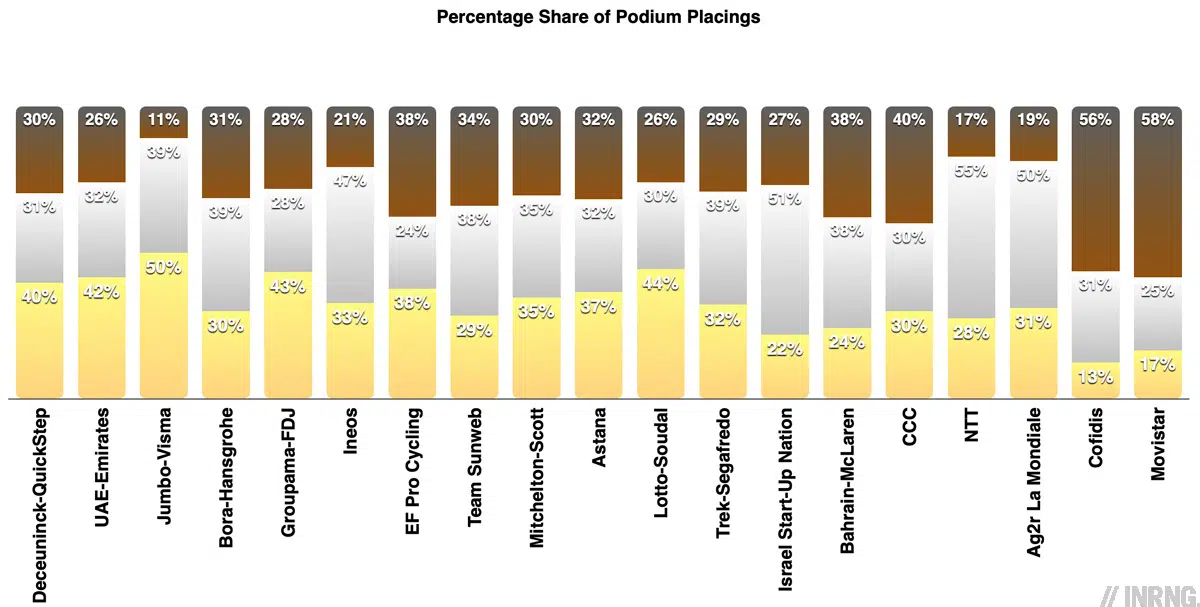 Percentage Share of Podium Placings
30% 26% 11% 31% 28% 21% 38% 34% 30% 32% 26% 29% 27% 38% 40% 17% 19% 56% 58%
31% 32% 39% 39% 28% 47% 24% 38% 35% 32% 30% 39% 51% 38% 30% 55% 50% 31% 25%
40% 42% 50% 30% 43% 33% 38% 29% 35% 37% 44% 32% 22% 24% 30% 28% 31% 13% 17%
Deceuninck-QuickStep
UAE-Emirates
Jumbo-Visma
Bora-Hansgrohe
Groupama-FDJ
Ineos
EF Pro Cycling
Team Sunweb
Mitchelton-Scott
Astana
Lotto-Soudal
Trek-Segafredo
Israel Start-Up Nation
Bahrain-McLaren
CCC
NTT
Ag2r La Mondiale
Cofidis
Movistar
// INRNG.